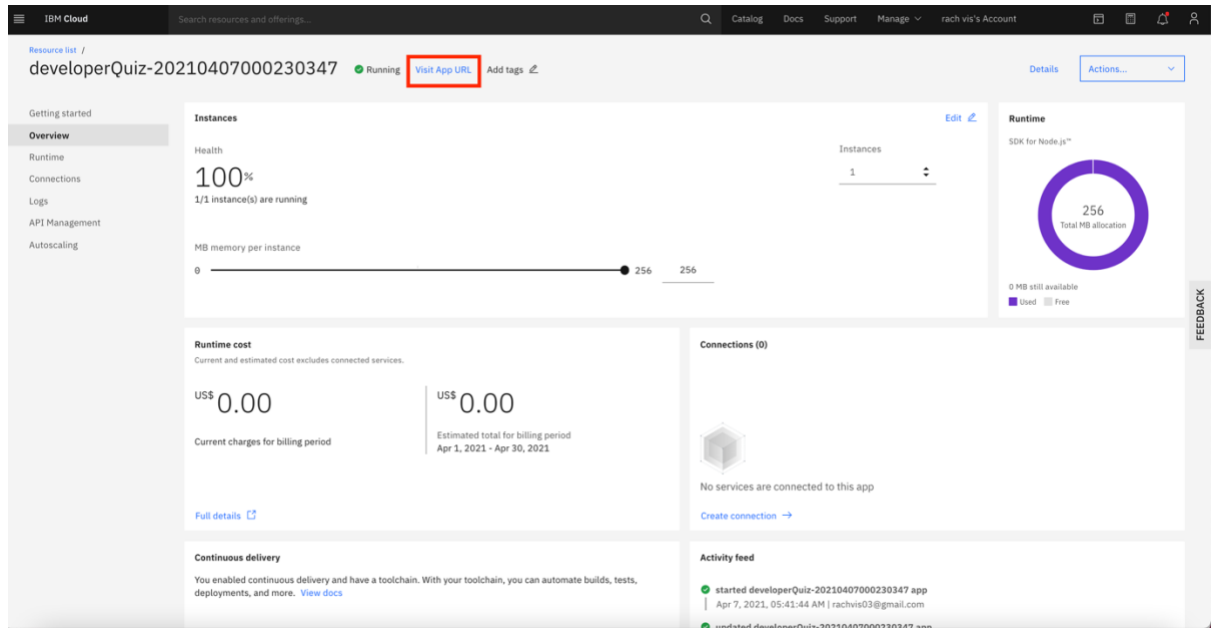 IBM Cloud
Search resources and offerings...
Catalog
Docs
Support
Manage
rach vis's Account
Resource list /
developerQuiz-20210407000230347
Running
Visit App URL
Add tags
Details
Actions...
Getting started
Overview
Runtime
Connections
Logs
API Management
Autoscaling
Instances
Edit
Health
100%
1/1 instance(s) are running
Instances
1
MB memory per instance
0
256
256
Runtime
SDK for Node.js™
256
Total MB allocation
0 MB still available
Used
Free
FEEDBACK
Runtime cost
Current and estimated cost excludes connected services.
US$ 0.00
Current charges for billing period
US$ 0.00
Estimated total for billing period
Apr 1, 2021 - Apr 30, 2021
Full details
Connections (0)
No services are connected to this app
Create connection →
Continuous delivery
You enabled continuous delivery and have a toolchain. With your toolchain, you can automate builds, tests,
deployments, and more. View docs
Activity feed
started developerQuiz-20210407000230347 app
Apr 7, 2021, 05:41:44 AM | rachvis03@gmail.com
updated developerQuiz-20210407000230347 app